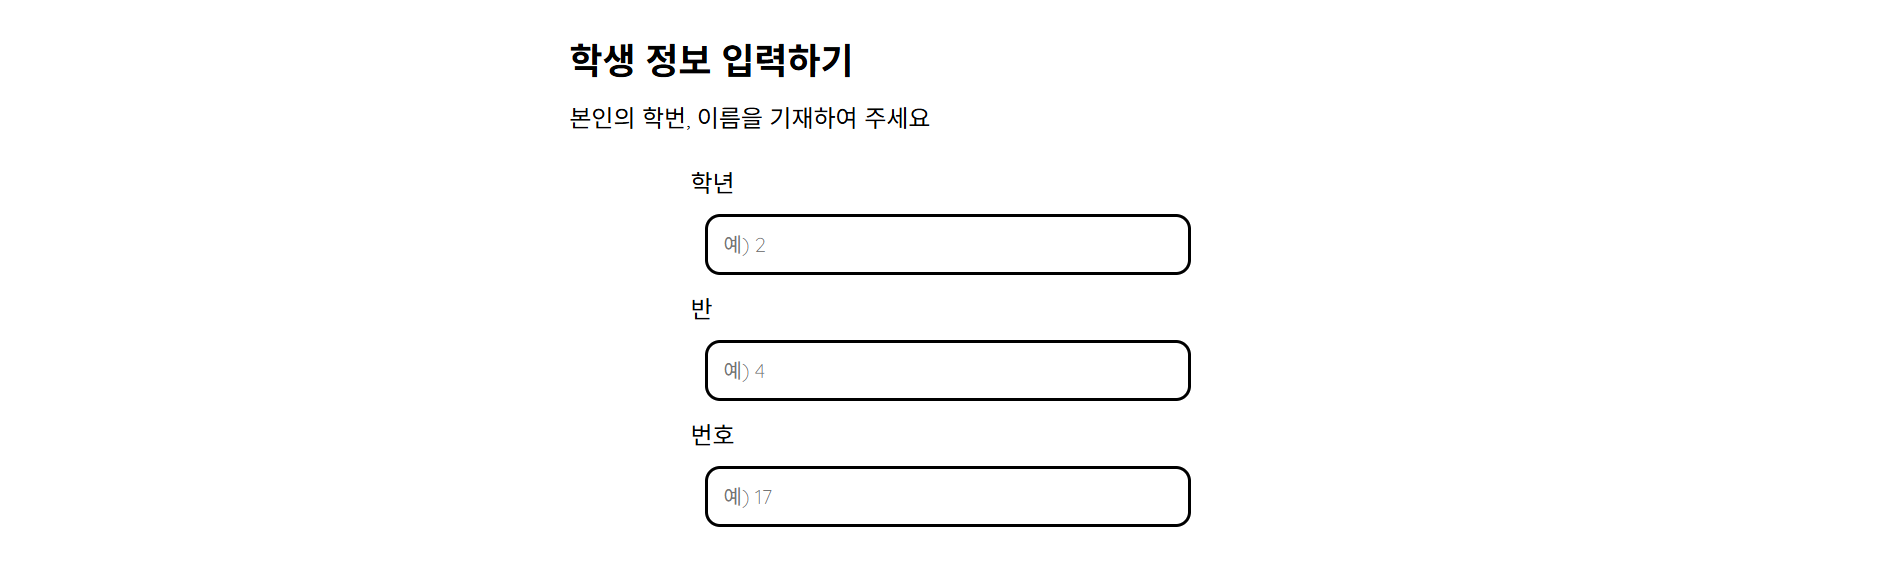 학생 정보 입력하기
본인의 학번, 이름을 기재하여 주세요
학년
예) 2
반
예) 4
번호
예) 17